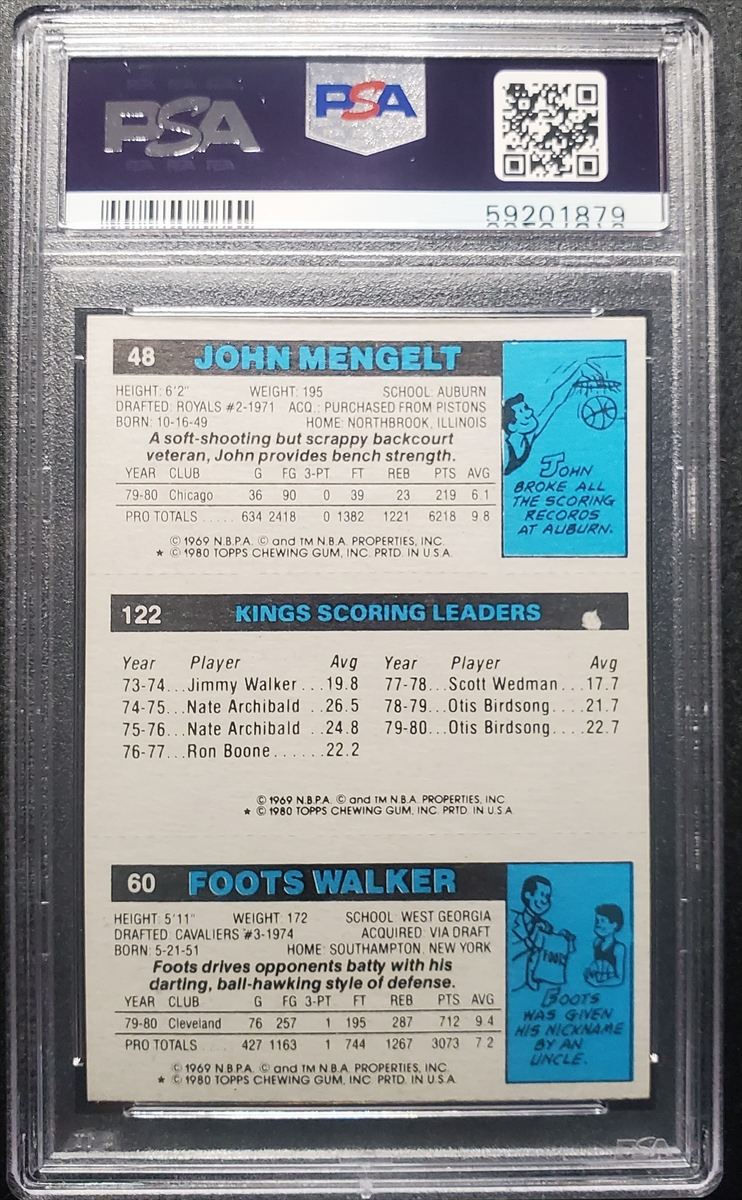 PSA
PSA
59201879
48 JOHN MENGELT
HEIGHT: 6'2" WEIGHT: 195 SCHOOL: AUBURN
DRAFTED: ROYALS #2-1971 ACQ.: PURCHASED FROM PISTONS
BORN: 10-16-49 HOME: NORTHBROOK, ILLINOIS
A soft-shooting but scrappy backcourt
veteran, John provides bench strength.
YEAR CLUB G FG 3-PT FT REB PTS AVG
79-80 Chicago 36 90 0 39 23 219 6.1
PRO TOTALS ..... 634 2418 0 1382 1221 6218 9.8
© 1969 N.B.P.A. © and TM N.B.A. PROPERTIES, INC.
★ © 1980 TOPPS CHEWING GUM, INC. PRTD. IN U.S.A.
JOHN
BROKE ALL
THE SCORING
RECORDS
AT AUBURN.
122 KINGS SCORING LEADERS
Year Player Avg Year Player Avg
73-74...Jimmy Walker...19.8 77-78...Scott Wedman...17.7
74-75...Nate Archibald ..26.5 78-79...Otis Birdsong....21.7
75-76...Nate Archibald ..24.8 79-80...Otis Birdsong....22.7
76-77...Ron Boone......22.2
© 1969 N.B.P.A. © and TM N.B.A. PROPERTIES, INC
★ © 1980 TOPPS CHEWING GUM, INC. PRTD. IN U.S.A
60 FOOTS WALKER
HEIGHT: 5'11" WEIGHT: 172 SCHOOL: WEST GEORGIA
DRAFTED: CAVALIERS #3-1974 ACQUIRED: VIA DRAFT
BORN: 5-21-51 HOME: SOUTHAMPTON, NEW YORK
Foots drives opponents batty with his
darting, ball-hawking style of defense.
YEAR CLUB G FG 3-PT FT REB PTS AVG
79-80 Cleveland 76 257 1 195 287 712 9.4
PRO TOTALS ..... 427 1163 1 744 1267 3073 7.2
© 1969 N.B.P.A. © and TM N.B.A. PROPERTIES, INC.
★ © 1980 TOPPS CHEWING GUM, INC. PRTD. IN U.S.A.
FOOTS
FOOTS
WAS GIVEN
HIS NICKNAME
BY AN
UNCLE.
PSA